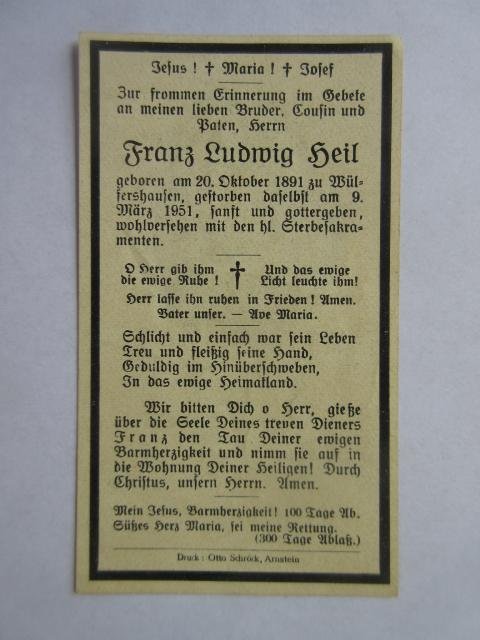 Jesus! † Maria! † Josef
Zur frommen Erinnerung im Gebete
an meinen lieben Bruder, Cousin und
Paten, Herrn
Franz Ludwig Heil
geboren am 20. Oktober 1891 zu Wül-
fershausen, gestorben daselbst am 9.
März 1951, sanft und gottergeben,
wohlversehen mit den hl. Sterbesakra-
menten.
O Herr gib ihm † Und das ewige
die ewige Ruhe! Licht leuchte ihm!
Herr lasse ihn ruhen in Frieden! Amen.
Vater unser. — Ave Maria.
Schlicht und einfach war sein Leben
Treu und fleißig seine Hand,
Geduldig im Hinüberschweben,
In das ewige Heimatland.
Wir bitten Dich o Herr, gieße
über die Seele Deines treuen Dieners
Franz den Tau Deiner ewigen
Barmherzigkeit und nimm sie auf in
die Wohnung Deiner Heiligen! Durch
Christus, unsern Herrn. Amen.
Mein Jesus, Barmherzigkeit! 100 Tage Ab.
Süßes Herz Maria, sei meine Rettung.
(300 Tage Ablaß.)
Druck: Otto Schröck, Arnstein